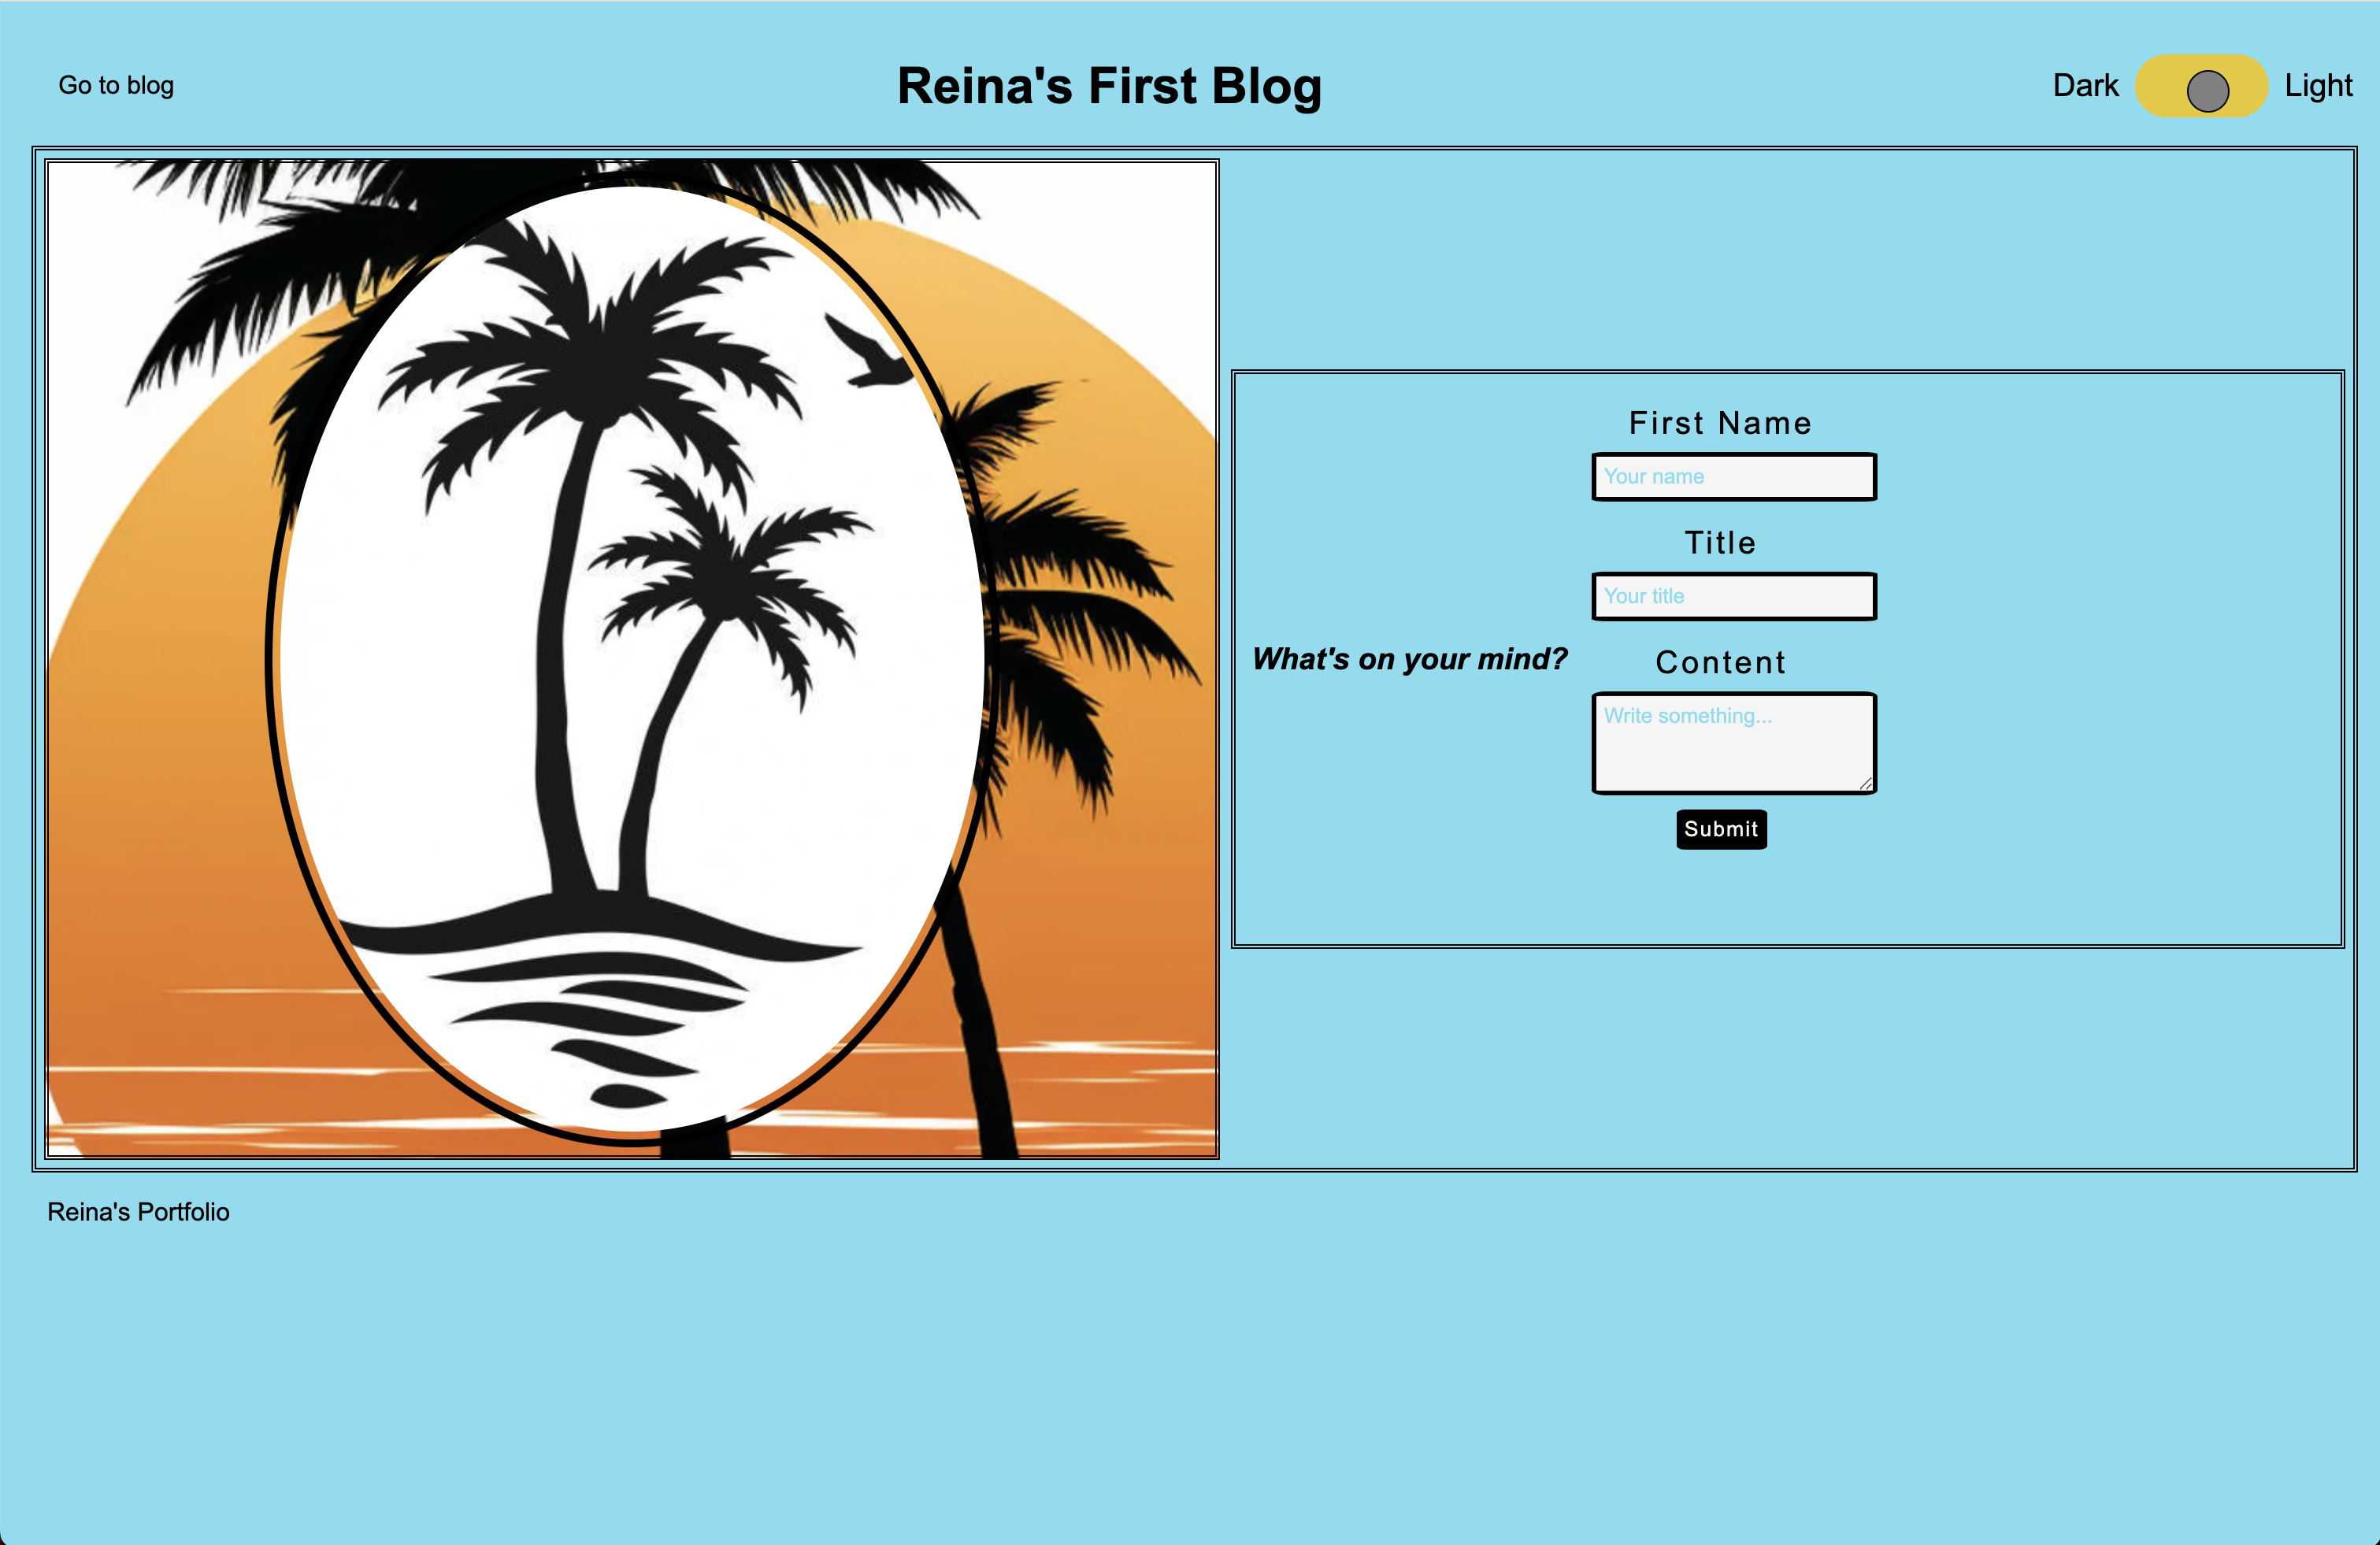 Go to blog
Reina's First Blog
Dark
Light
First Name
Your name
Title
Your title
What's on your mind?
Content
Write something...
Submit
Reina's Portfolio